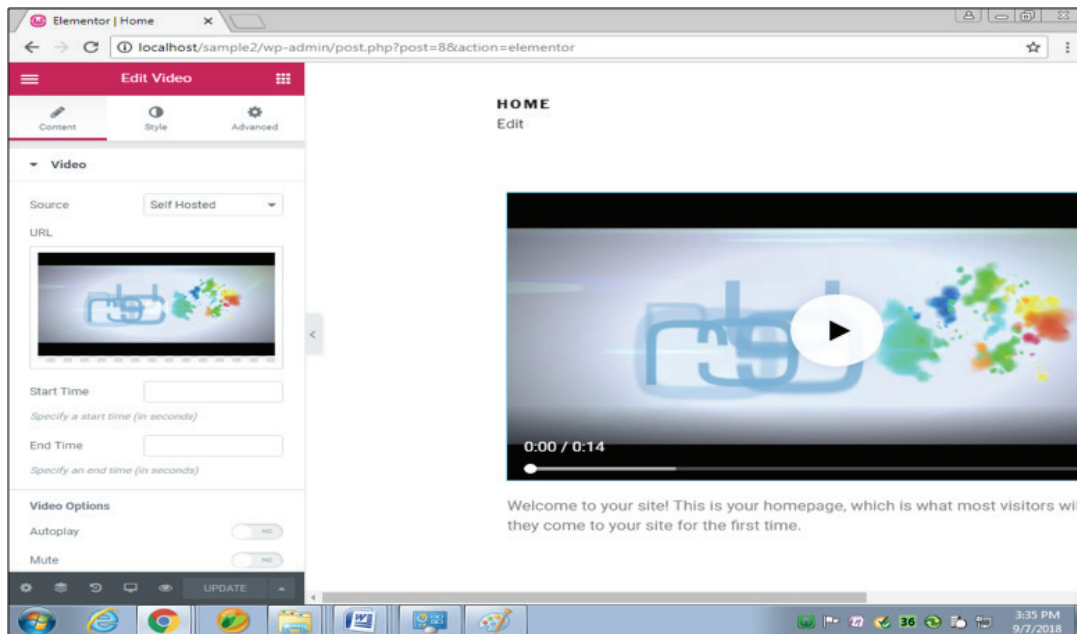 Elementor | Home
localhost/sample2/wp-admin/post.php?post=8&action=elementor
Edit Video
Content
Style
Advanced
Video
Source
Self Hosted
URL
Start Time
Specify a start time (in seconds)
End Time
Specify an end time (in seconds)
Video Options
Autoplay
NO
Mute
NO
UPDATE
HOME
Edit
0:00 / 0:14
Welcome to your site! This is your homepage, which is what most visitors wil
they come to your site for the first time.
36
3:35 PM
9/7/2018